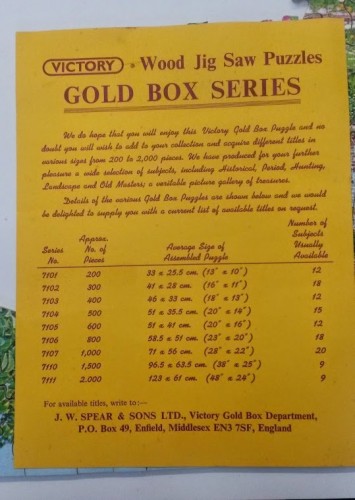 VICTORY Wood Jig Saw Puzzles
GOLD BOX SERIES
We do hope that you will enjoy this Victory Gold Box Puzzle and no
doubt you will wish to add to your collection and acquire different titles in
various sizes from 200 to 2,000 pieces. We have produced for your further
pleasure a wide selection of subjects, including Historical, Period, Hunting,
Landscape and Old Masters; a veritable picture gallery of treasures.
Details of the various Gold Box Puzzles are shown below and we would
be delighted to supply you with a current list of available titles on request.
Series No. Approx. No. of Pieces Average Size of Assembled Puzzle Number of Subjects Usually Available
7101 200 33 x 25.5 cm (13" x 10") 12
7102 300 41 x 28 cm. (16" x 11") 18
7103 400 46 x 33 cm. (18" x 13") 12
7104 500 51 x 35.5 cm. (20" x 14") 15
7105 600 51 x 41 cm. (20" x 16") 12
7106 800 58.5 x 51 cm. (23" x 20") 18
7107 1,000 71 x 56 cm. (28" x 22") 20
7110 1,500 96.5 x 63.5 cm. (38" x 25") 9
7111 2.000 123 x 61 cm. (48" x 24") 9
For available titles, write to:—
J. W. SPEAR & SONS LTD., Victory Gold Box Department,
P.O. Box 49, Enfield, Middlesex EN3 7SF, England